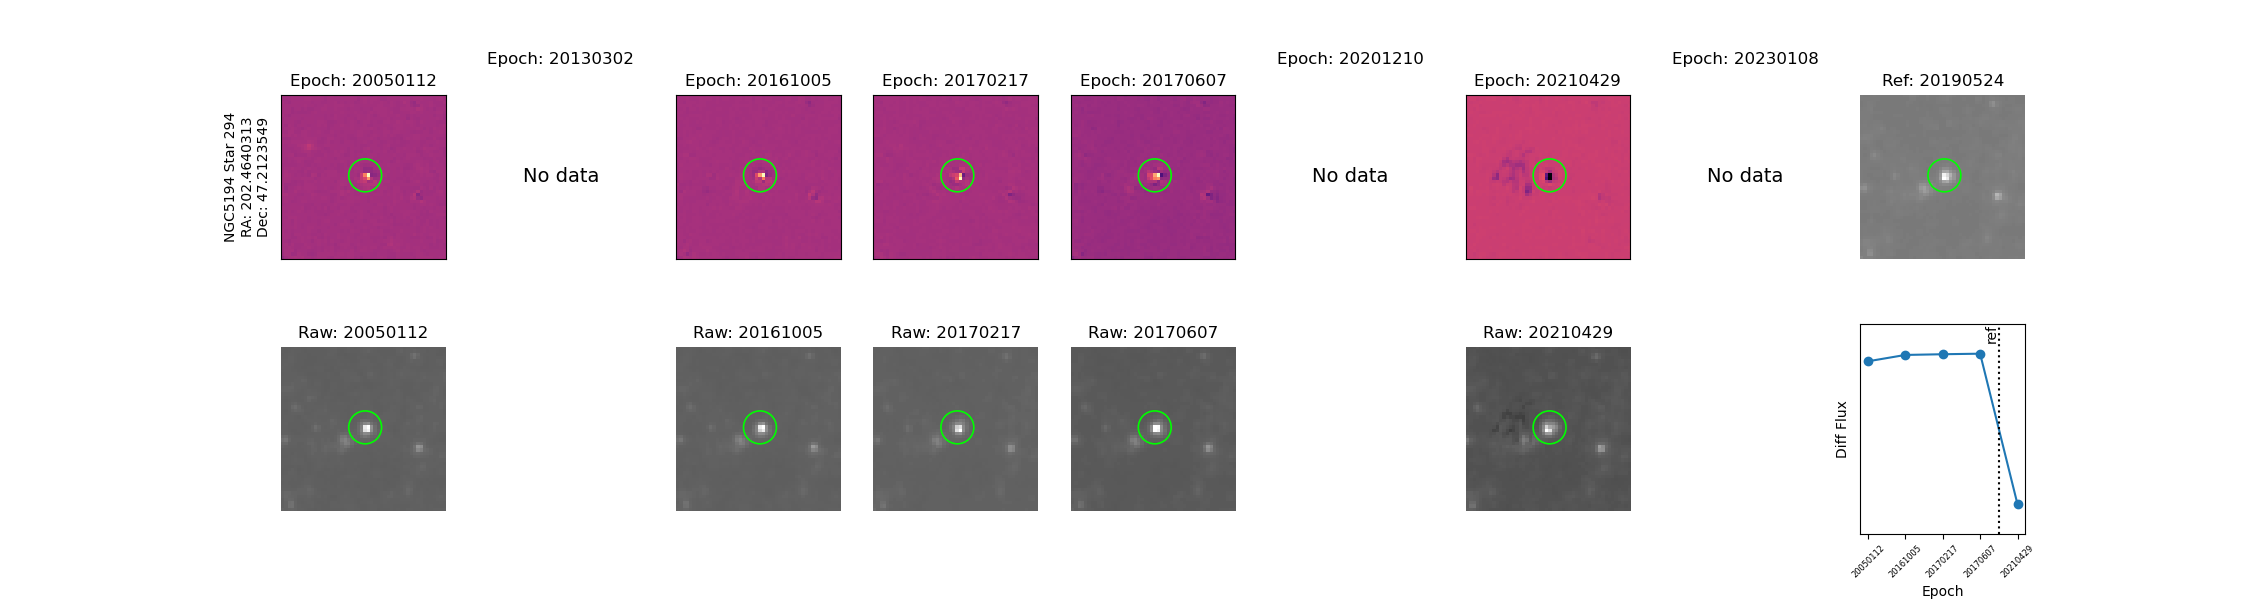 Epoch: 20130302
Epoch: 20201210
Epoch: 20230108
Epoch: 20050112
Epoch: 20161005
Epoch: 20170217
Epoch: 20170607
Epoch: 20210429
Ref: 20190524
NGC5194 Star 294
RA: 202.4640313
Dec: 47.2123549
No data
No data
No data
Raw: 20050112
Raw: 20161005
Raw: 20170217
Raw: 20170607
Raw: 20210429
ref
Diff Flux
20050112
20161005
20170217
20170607
20210429
Epoch